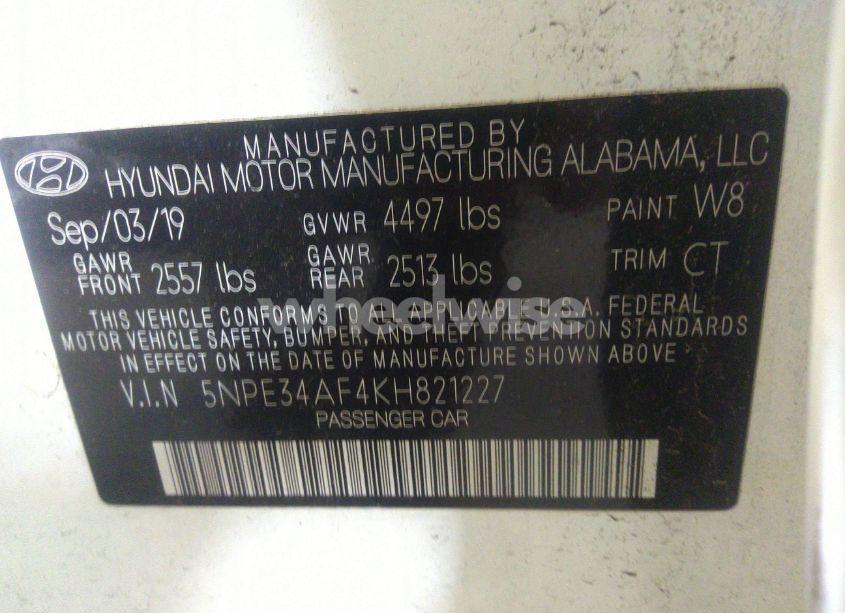 MANUFACTURED BY
HYUNDAI MOTOR MANUFACTURING ALABAMA, LLC
Sep/03/19 GVWR 4497 lbs PAINT W8
GAWR FRONT 2557 lbs GAWR REAR 2513 lbs TRIM CT
THIS VEHICLE CONFORMS TO ALL APPLICABLE U.S.A. FEDERAL
MOTOR VEHICLE SAFETY, BUMPER, AND THEFT PREVENTION STANDARDS
IN EFFECT ON THE DATE OF MANUFACTURE SHOWN ABOVE
V.I.N 5NPE34AF4KH821227
PASSENGER CAR
wheelwise